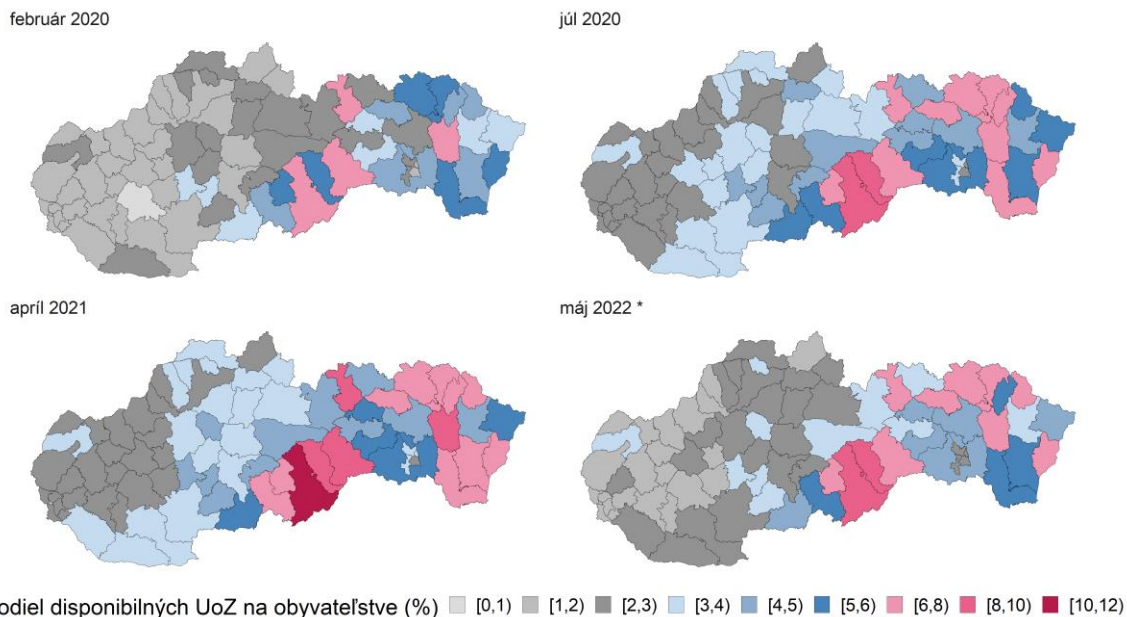 február 2020
júl 2020
apríl 2021
máj 2022 *
odiel disponibilných UoZ na obyvateľstve (%) [0,1) [1,2) [2,3) [3,4) [4,5) [5,6) [6,8) [8,10) [10,12)